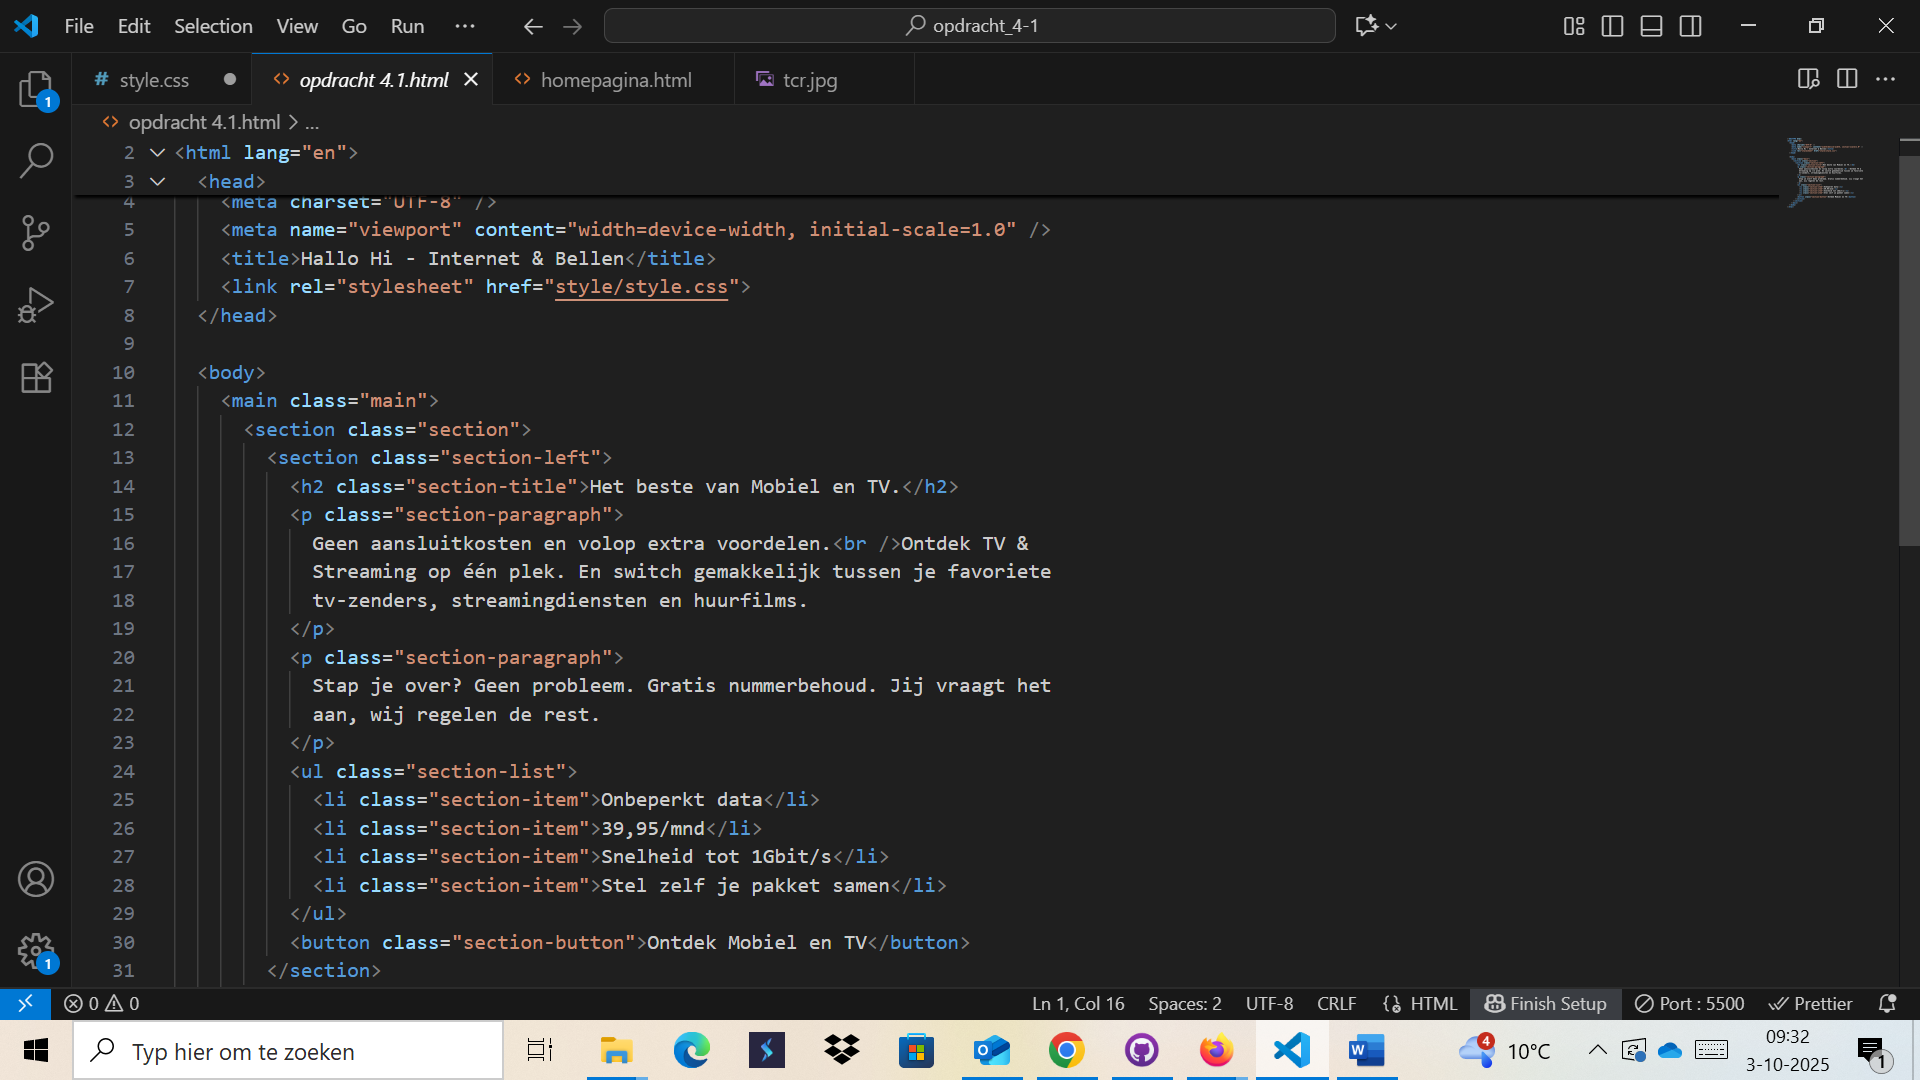 File Edit Selection View Go Run ··· opdracht_4-1
# style.css opdracht 4.1.html homepagina.html tcr.jpg
opdracht 4.1.html > ...
2 <html lang="en">
3 <head>
4 <meta charset="UTF-8" />
5 <meta name="viewport" content="width=device-width, initial-scale=1.0" />
6 <title>Hallo Hi - Internet & Bellen</title>
7 <link rel="stylesheet" href="style/style.css">
8 </head>
9
10 <body>
11 <main class="main">
12 <section class="section">
13 <section class="section-left">
14 <h2 class="section-title">Het beste van Mobiel en TV.</h2>
15 <p class="section-paragraph">
16 Geen aansluitkosten en volop extra voordelen.<br />Ontdek TV &
17 Streaming op één plek. En switch gemakkelijk tussen je favoriete
18 tv-zenders, streamingdiensten en huurfilms.
19 </p>
20 <p class="section-paragraph">
21 Stap je over? Geen probleem. Gratis nummerbehoud. Jij vraagt het
22 aan, wij regelen de rest.
23 </p>
24 <ul class="section-list">
25 <li class="section-item">Onbeperkt data</li>
26 <li class="section-item">39,95/mnd</li>
27 <li class="section-item">Snelheid tot 1Gbit/s</li>
28 <li class="section-item">Stel zelf je pakket samen</li>
29 </ul>
30 <button class="section-button">Ontdek Mobiel en TV</button>
31 </section>
1
1
0 0 Ln 1, Col 16 Spaces: 2 UTF-8 CRLF {} HTML Finish Setup Port : 5500 Prettier
Typ hier om te zoeken 4 10°C 09:32
3-10-2025 1